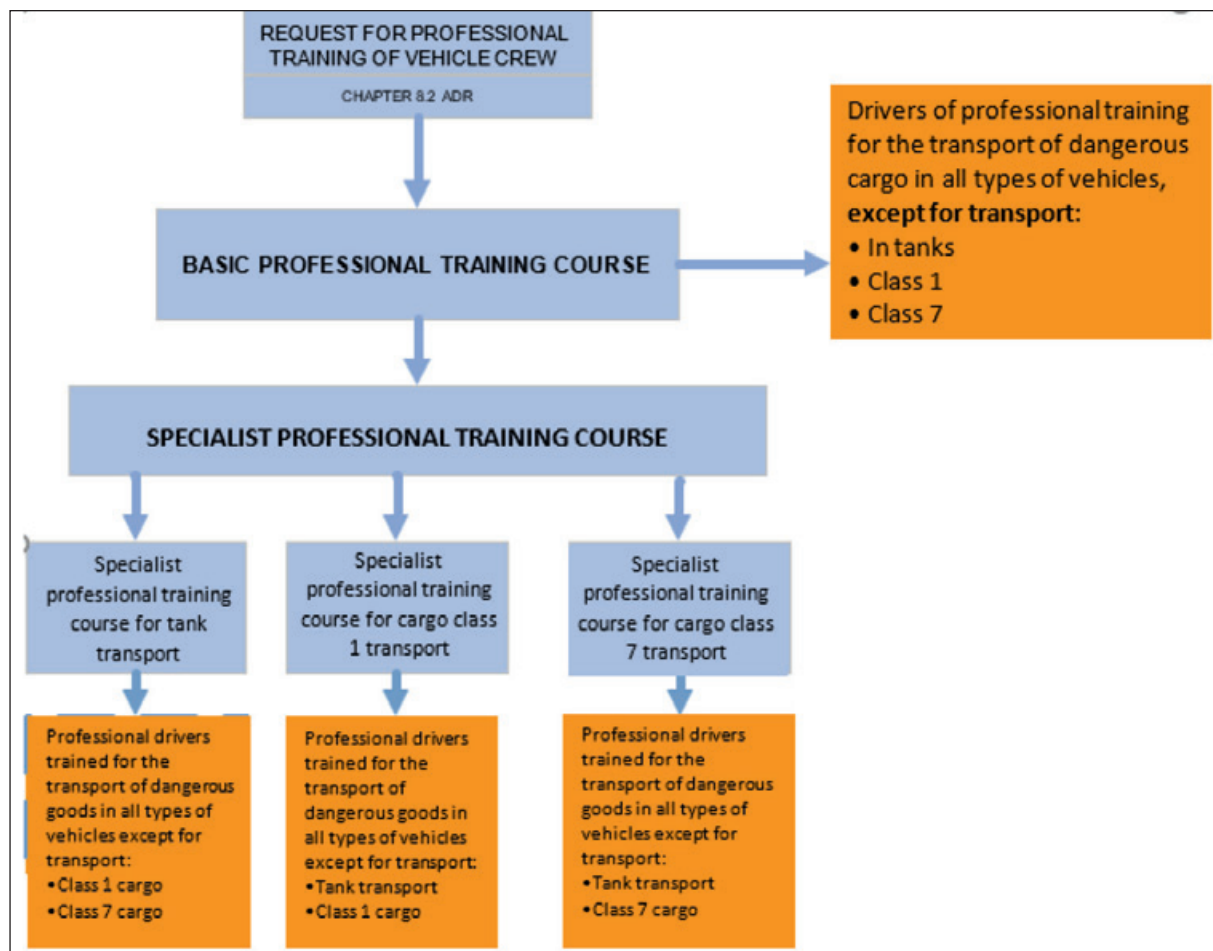 REQUEST FOR PROFESSIONAL
TRAINING OF VEHICLE CREW
CHAPTER 8.2 ADR
Drivers of professional training
for the transport of dangerous
cargo in all types of vehicles,
except for transport:
• In tanks
• Class 1
• Class 7
BASIC PROFESSIONAL TRAINING COURSE
SPECIALIST PROFESSIONAL TRAINING COURSE
Specialist
professional training
course for tank
transport
Specialist
professional training
course for cargo class
1 transport
Specialist
professional training
course for cargo class
7 transport
Professional drivers
trained for the
transport of dangerous
goods in all types of
vehicles except for
transport:
•Class 1 cargo
•Class 7 cargo
Professional drivers
trained for the
transport of
dangerous goods in
all types of vehicles
except for transport:
•Tank transport
•Class 1 cargo
Professional drivers
trained for the
transport of dangerous
goods in all types of
vehicles except for
transport:
•Tank transport
•Class 7 cargo